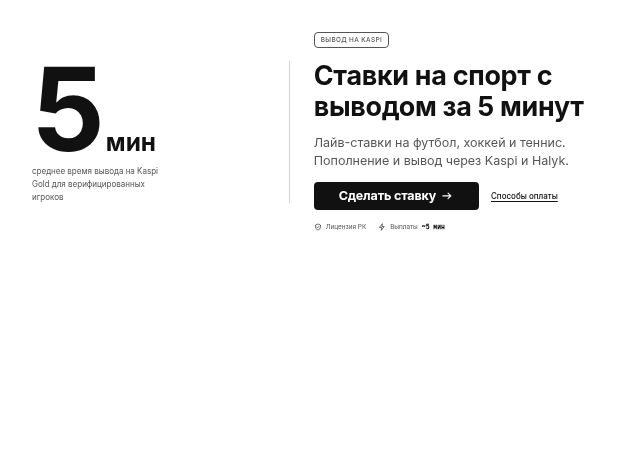 5 мин
среднее время вывода на Kaspi
Gold для верифицированных
игроков
ВЫВОД НА KASPI
Ставки на спорт с
выводом за 5 минут
Лайв-ставки на футбол, хоккей и теннис.
Пополнение и вывод через Kaspi и Halyk.
Сделать ставку →
Способы оплаты
Лицензия РК Выплаты ~5 мин